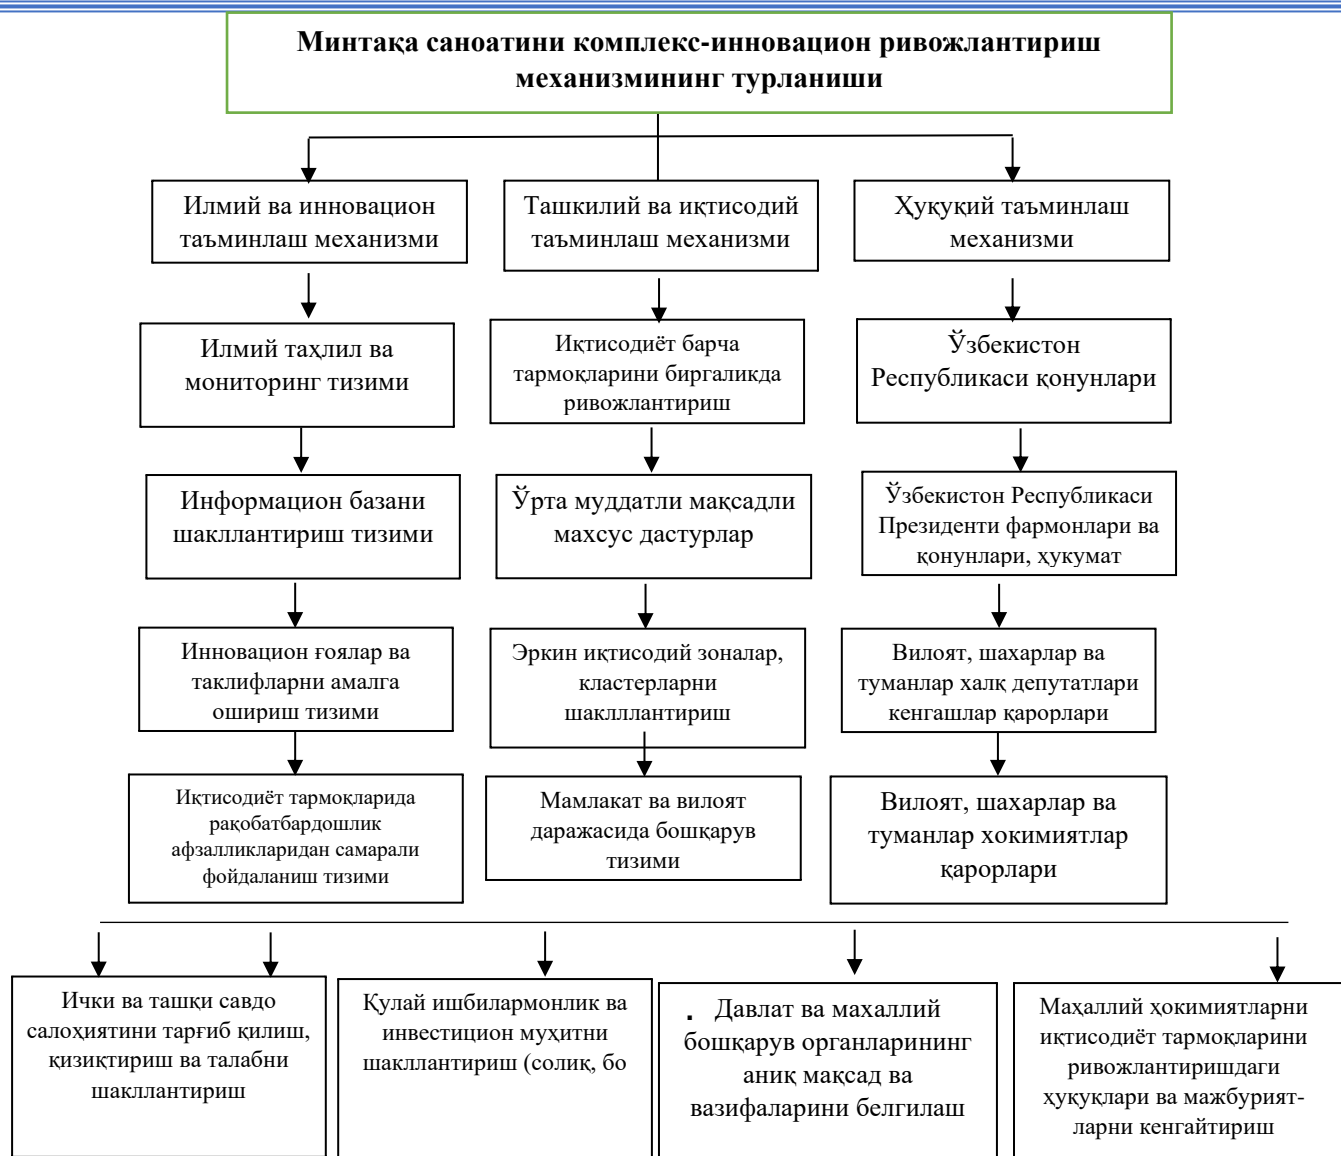 Минтақа саноатини комплекс-инновацион ривожлантириш
механизмининг турланиши
Илмий ва инновацион
таъминлаш механизми
Ташкилий ва иқтисодий
таъминлаш механизми
Ҳуқуқий таъминлаш
механизми
Илмий таҳлил ва
мониторинг тизими
Иқтисодиёт барча
тармоқларини биргаликда
ривожлантириш
Ўзбекистон
Республикаси қонунлари
Информацион базани
шакллантириш тизими
Ўрта муддатли мақсадли
махсус дастурлар
Ўзбекистон Республикаси
Президенти фармонлари ва
қонунлари, ҳукумат
Инновацион ғоялар ва
таклифларни амалга
ошириш тизими
Эркин иқтисодий зоналар,
кластерларни
шаклллантириш
Вилоят, шахарлар ва
туманлар халқ депутатлари
кенгашлар қарорлари
Иқтисодиёт тармоқларида
рақобатбардошлик
афзалликларидан самарали
фойдаланиш тизими
Мамлакат ва вилоят
даражасида бошқарув
тизими
Вилоят, шахарлар ва
туманлар хокимиятлар
қарорлари
Ички ва ташқи савдо
салоҳиятини тарғиб қилиш,
қизиқтириш ва талабни
шакллантириш
Қулай ишбилармонлик ва
инвестицион муҳитни
шакллантириш (солиқ, бо
. Давлат ва махаллий
бошқарув органларининг
аниқ мақсад ва
вазифаларини белгилаш
Маҳаллий ҳокимиятларни
иқтисодиёт тармоқларини
ривожлантиришдаги
ҳуқуқлари ва мажбурият-
ларни кенгайтириш